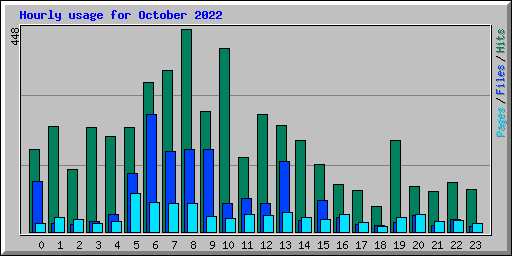 Hourly usage for October 2022
448
Pages/Files/Hits
0 1 2 3 4 5 6 7 8 9 10 11 12 13 14 15 16 17 18 19 20 21 22 23